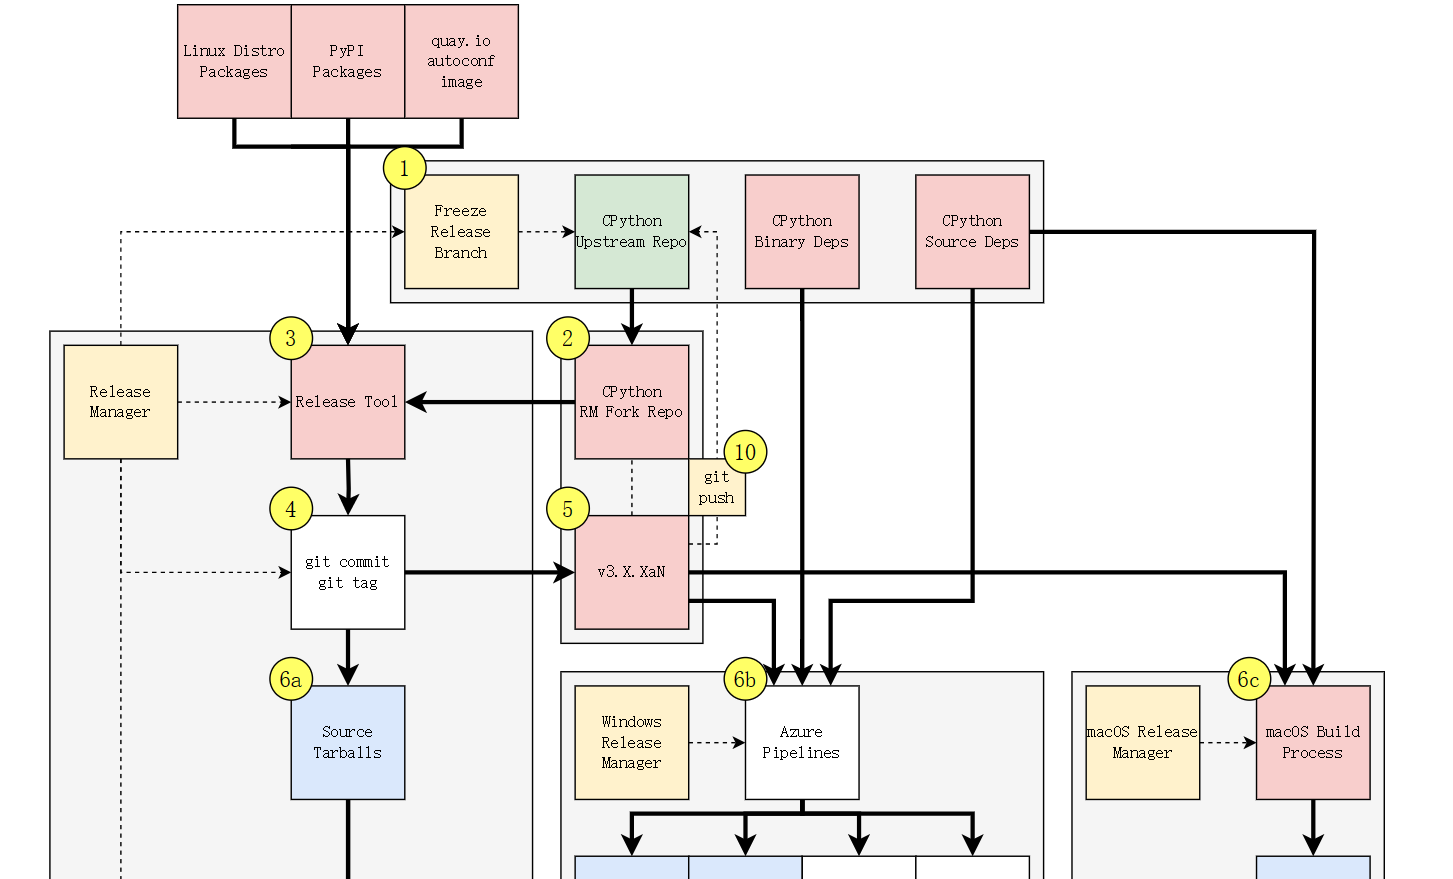 Linux Distro
Packages
PyPI
Packages
quay.io
autoconf
image
1
Freeze
Release
Branch
CPython
Upstream Repo
CPython
Binary Deps
CPython
Source Deps
3
Release
Manager
Release Tool
2
CPython
RM Fork Repo
10
git
push
4
git commit
git tag
5
v3.X.XaN
6a
Source
Tarballs
6b
Windows
Release
Manager
Azure
Pipelines
6c
macOS Release
Manager
macOS Build
Process